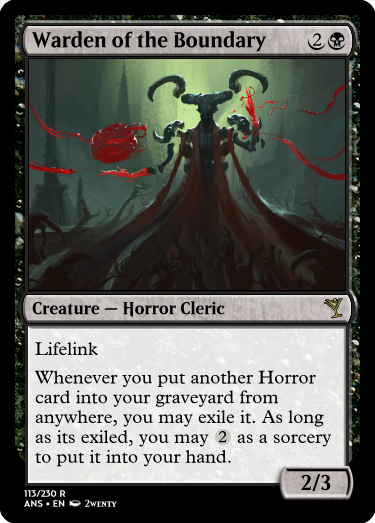 Warden of the Boundary 2
Creature — Horror Cleric
Lifelink
Whenever you put another Horror
card into your graveyard from
anywhere, you may exile it. As long
as its exiled, you may 2 as a sorcery
to put it into your hand.
2/3
113/230 R
ANS • EN 2WENTY